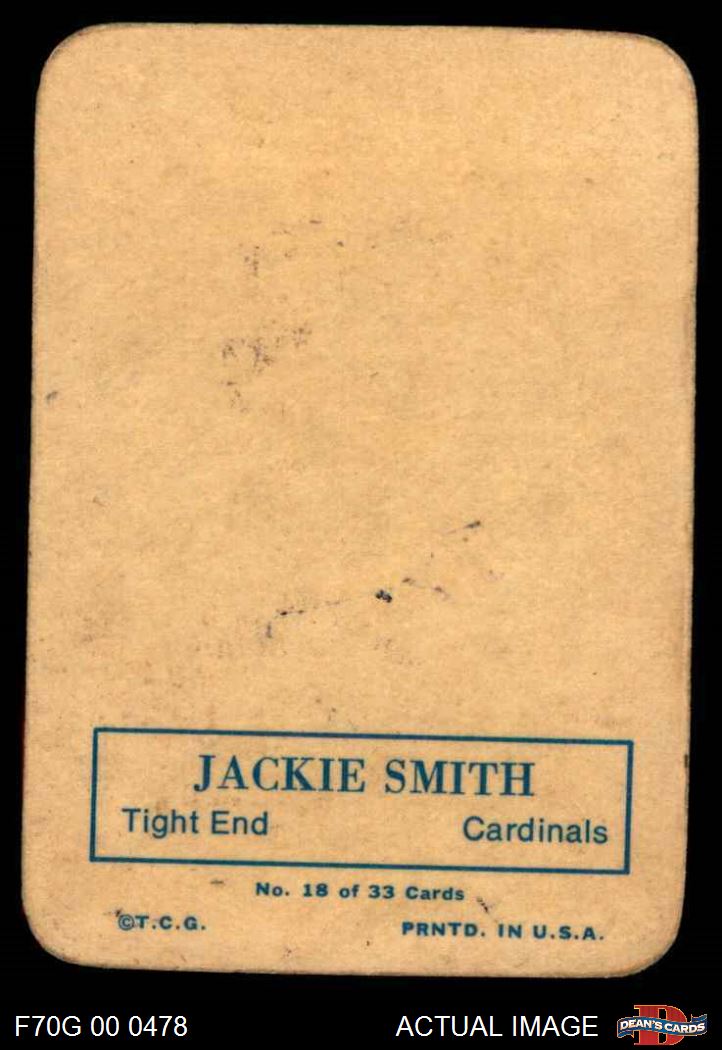 JACKIE SMITH
Tight End Cardinals
No. 18 of 33 Cards
©T.C.G. PRNTD. IN U.S.A.
F70G 00 0478 ACTUAL IMAGE D DEAN'S CARDS